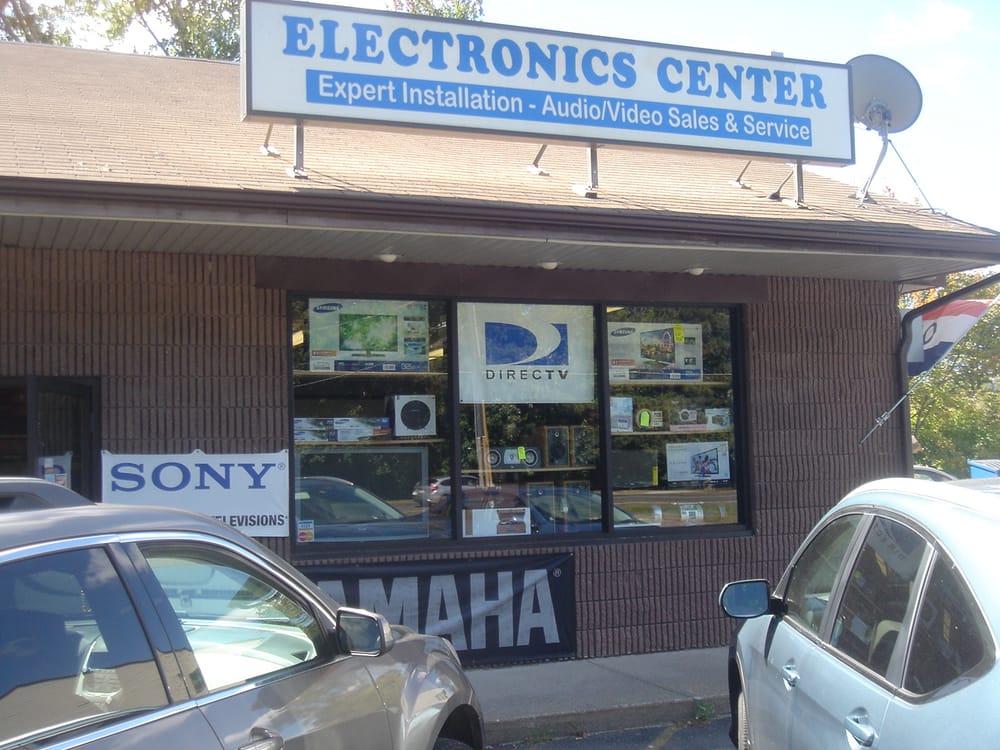 ELECTRONICS CENTER
Expert Installation - Audio/Video Sales & Service
SAMSUNG
SAMSUNG
DIRECTV
SONY®
ELEVISIONS
AMAHA®